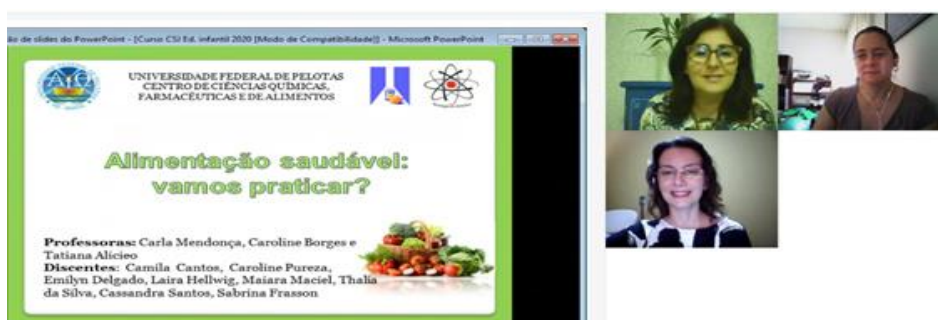 ão de slides do PowerPoint - [Curso CSI Ed. infantil 2020 [Modo de Compatibilidade]] - Microsoft PowerPoint
UNIVERSIDADE FEDERAL DE PELOTAS
CENTRO DE CIÊNCIAS QUÍMICAS,
FARMACÊUTICAS E DE ALIMENTOS
Alimentação saudável:
vamos praticar?
Professoras: Carla Mendonça, Caroline Borges e
Tatiana Alícieo
Discentes: Camila Cantos, Caroline Pureza,
Emilyn Delgado, Laira Hellwig, Maiara Maciel, Thalia
da Silva, Cassandra Santos, Sabrina Frasson